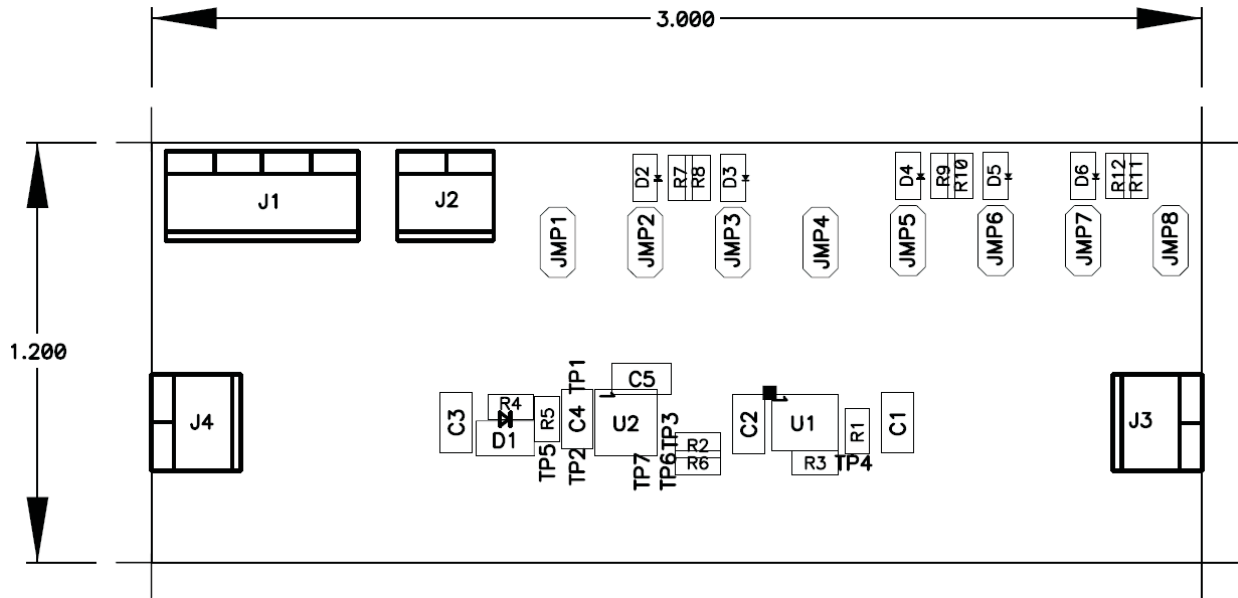 3.000
1.200
J1
J2
D2
R7
R8
D3
D4
R9
R10
D5
D6
R12
R11
JMP1
JMP2
JMP3
JMP4
JMP5
JMP6
JMP7
JMP8
J4
C3
R4
D1
R5
TP5
C4
TP1
TP2
C5
1
U2
TP7
TP3
TP6
R2
R6
C2
1
U1
R3
R1
TP4
C1
J3